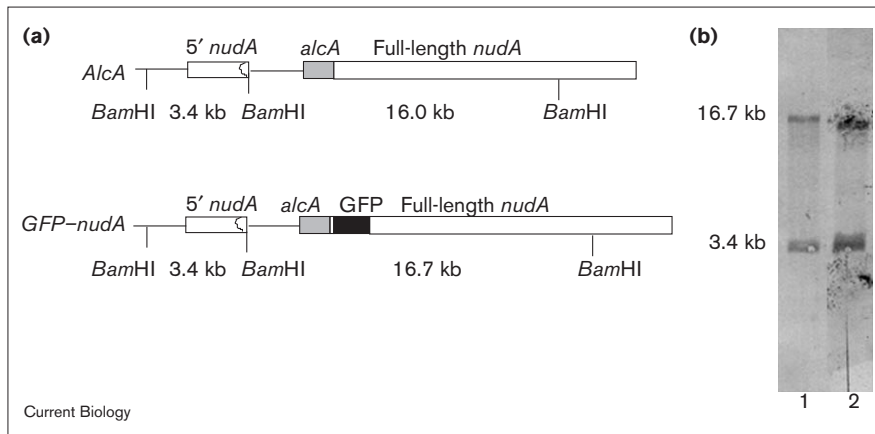 (a)
5′ nudA alcA Full-length nudA
AlcA
BamHI 3.4 kb BamHI 16.0 kb BamHI
5′ nudA alcA GFP Full-length nudA
GFP–nudA
BamHI 3.4 kb BamHI 16.7 kb BamHI
Current Biology
(b)
16.7 kb
3.4 kb
1 2